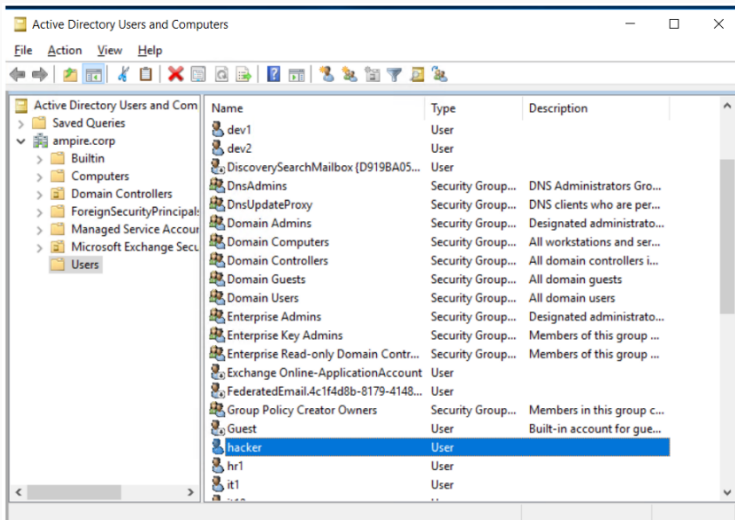 Active Directory Users and Computers
File Action View Help
Active Directory Users and Com
Saved Queries
ampire.corp
Builtin
Computers
Domain Controllers
ForeignSecurityPrincipals
Managed Service Accour
Microsoft Exchange Secu
Users
Name Type Description
dev1 User
dev2 User
DiscoverySearchMailbox {D919BA05... User
DnsAdmins Security Group... DNS Administrators Gro...
DnsUpdateProxy Security Group... DNS clients who are per...
Domain Admins Security Group... Designated administrato...
Domain Computers Security Group... All workstations and ser...
Domain Controllers Security Group... All domain controllers i...
Domain Guests Security Group... All domain guests
Domain Users Security Group... All domain users
Enterprise Admins Security Group... Designated administrato...
Enterprise Key Admins Security Group... Members of this group ...
Enterprise Read-only Domain Contr... Security Group... Members of this group ...
Exchange Online-ApplicationAccount User
FederatedEmail.4c1f4d8b-8179-4148... User
Group Policy Creator Owners Security Group... Members in this group c...
Guest User Built-in account for gue...
hacker User
hr1 User
it1 User